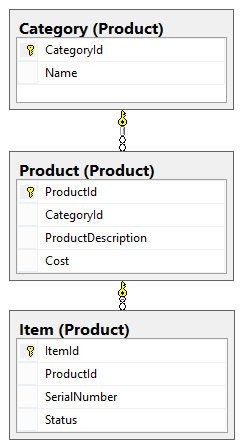 Category (Product)
CategoryId
Name
Product (Product)
ProductId
CategoryId
ProductDescription
Cost
Item (Product)
ItemId
ProductId
SerialNumber
Status